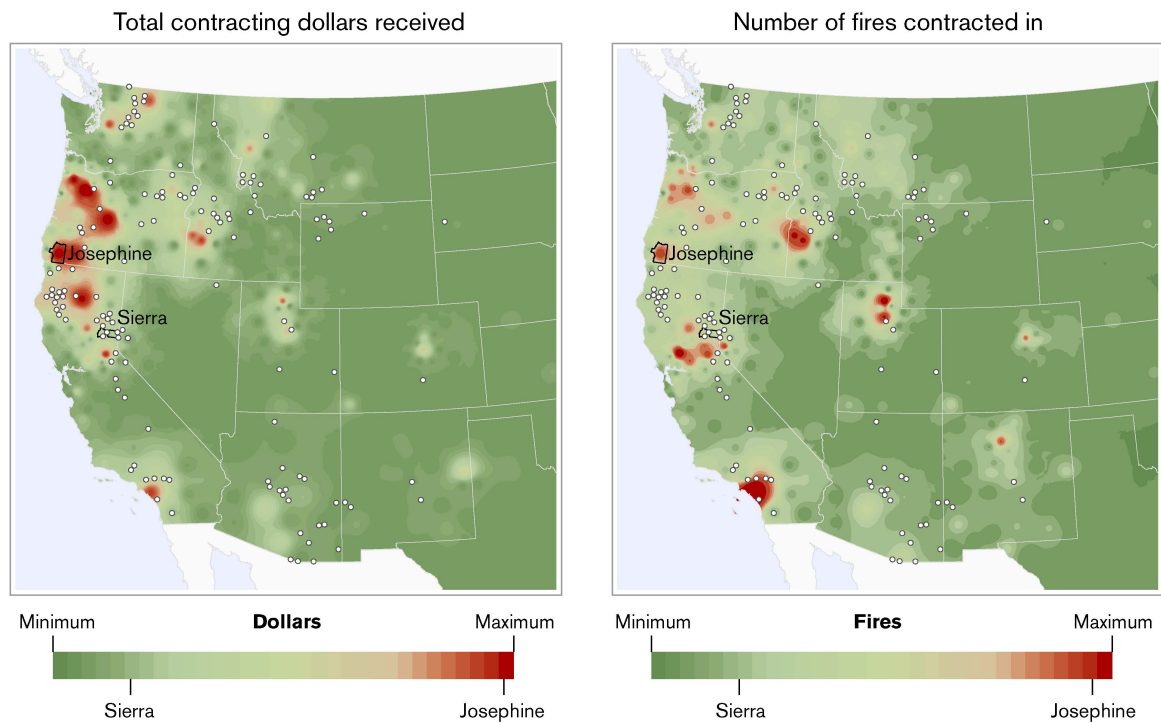 Total contracting dollars received
Number of fires contracted in
Josephine
Sierra
Josephine
Sierra
Minimum Dollars Maximum
Sierra Josephine
Minimum Fires Maximum
Sierra Josephine